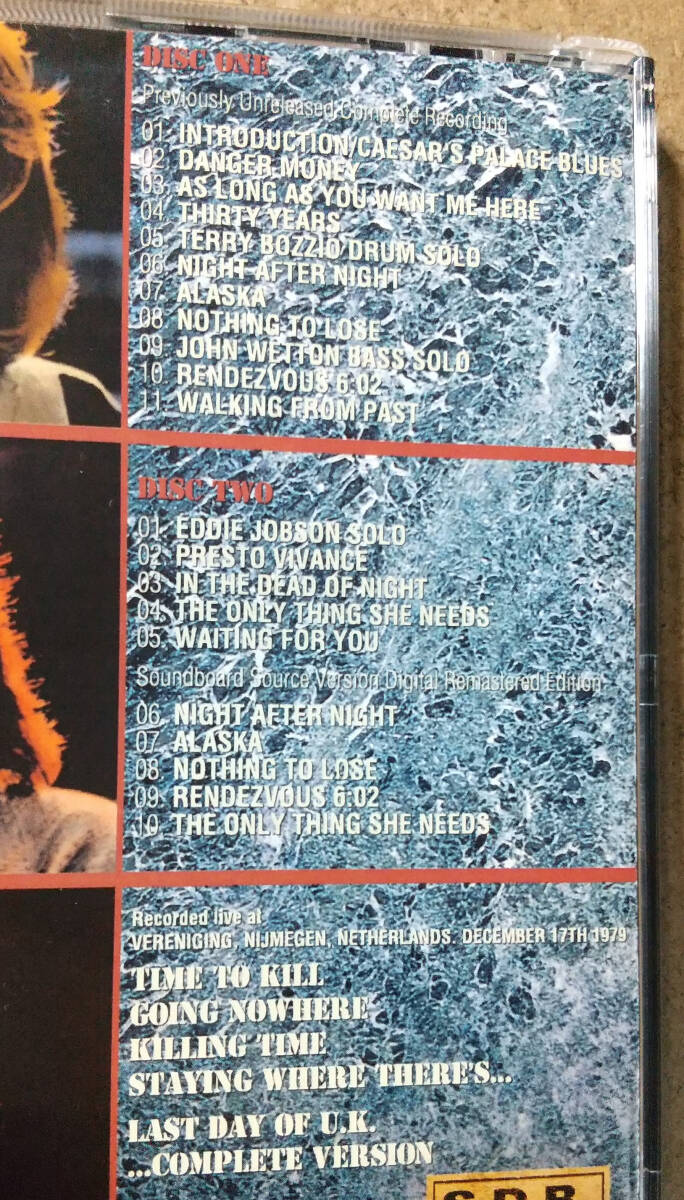 DISC ONE
Previously Unreleased Complete Recording
01. INTRODUCTION/CAESAR'S PALACE BLUES
02. DANGER MONEY
03. AS LONG AS YOU WANT ME HERE
04. THIRTY YEARS
05. TERRY BOZZIO DRUM SOLO
06. NIGHT AFTER NIGHT
07. ALASKA
08. NOTHING TO LOSE
09. JOHN WETTON BASS SOLO
10. RENDEZVOUS 6:02
11. WALKING FROM PAST
DISC TWO
01. EDDIE JOBSON SOLO
02. PRESTO VIVANCE
03. IN THE DEAD OF NIGHT
04. THE ONLY THING SHE NEEDS
05. WAITING FOR YOU
Soundboard Source Version Digital Remastered Edition
06. NIGHT AFTER NIGHT
07. ALASKA
08. NOTHING TO LOSE
09. RENDEZVOUS 6:02
10. THE ONLY THING SHE NEEDS
Recorded live at
VERENIGING, NIJMEGEN, NETHERLANDS. DECEMBER 17TH 1979
TIME TO KILL
GOING NOWHERE
KILLING TIME
STAYING WHERE THERE'S...
LAST DAY OF U.K.
...COMPLETE VERSION